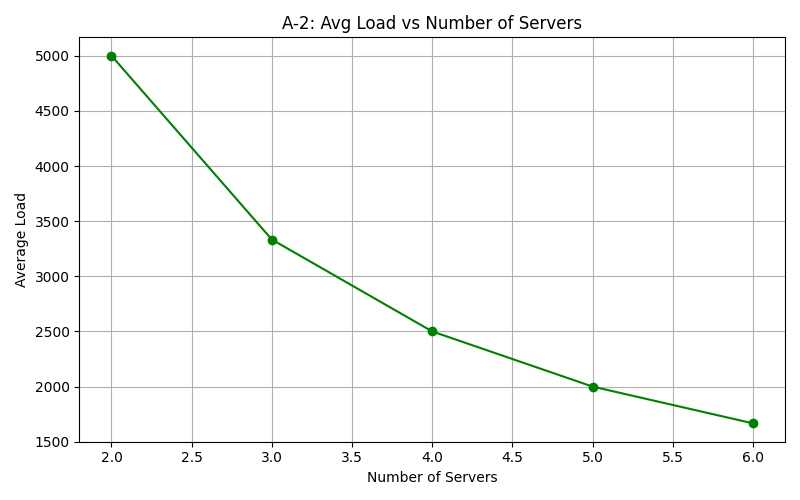 A-2: Avg Load vs Number of Servers
5000
4500
4000
3500
3000
2500
2000
1500
Average Load
2.0 2.5 3.0 3.5 4.0 4.5 5.0 5.5 6.0
Number of Servers